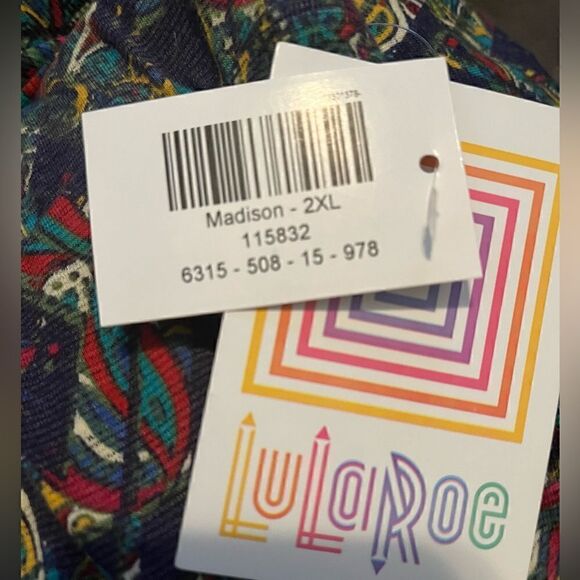 Madison - 2XL
115832
6315 - 508 - 15 - 978
LuLaRoe